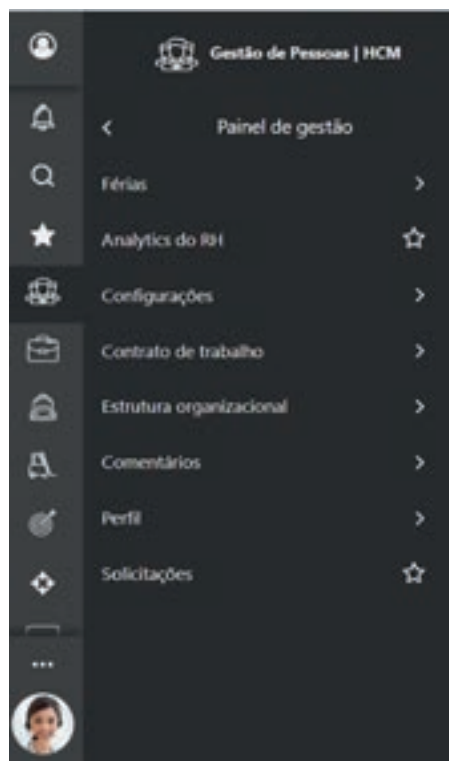 Gestão de Pessoas | HCM
Painel de gestão
Férias
Analytics do RH
Configurações
Contrato de trabalho
Estrutura organizacional
Comentários
Perfil
Solicitações